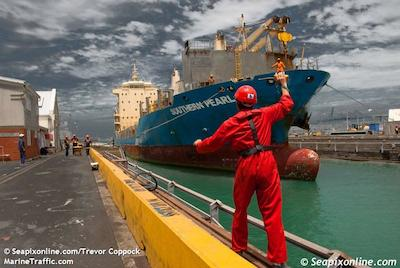 SOUTHERN PEARL
© Seapixonline.com/Trevor Coppock
MarineTraffic.com
© Seapixonline.com